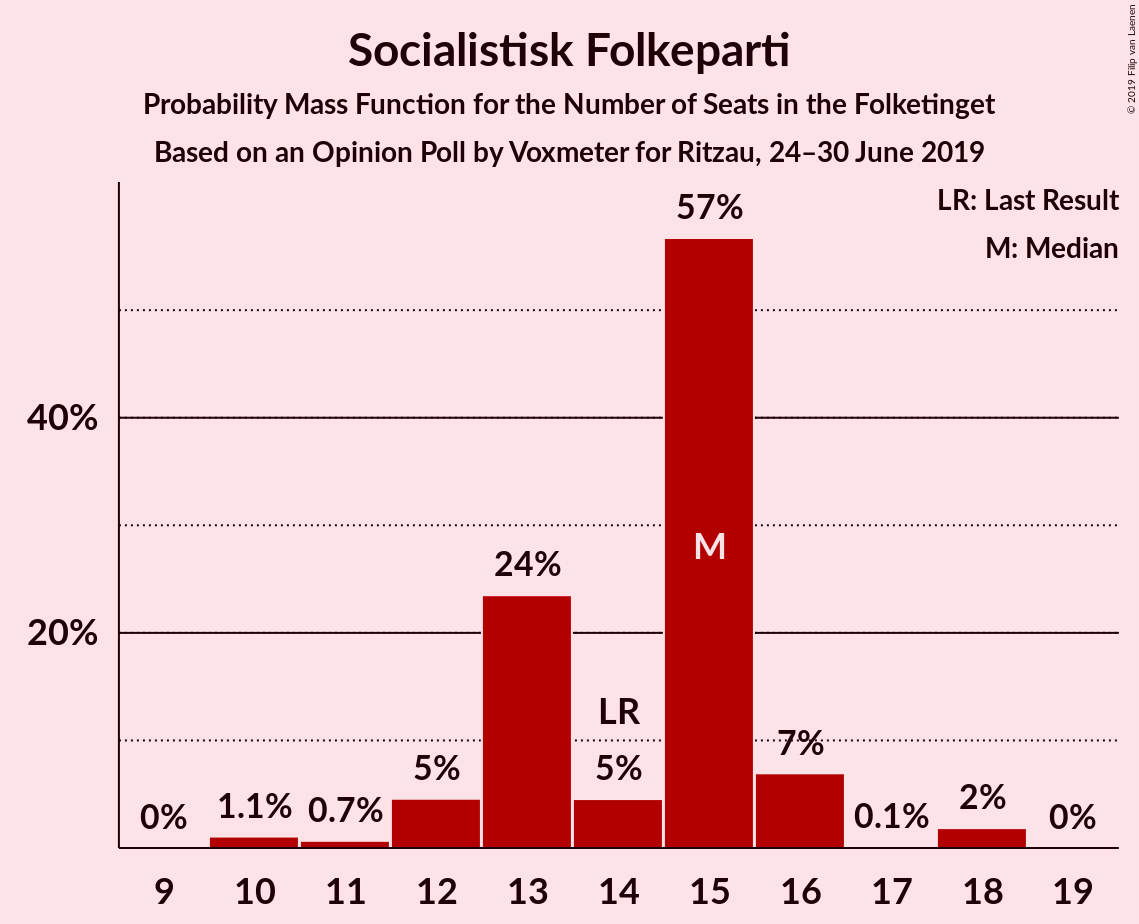 Socialistisk Folkeparti
Probability Mass Function for the Number of Seats in the Folketinget
Based on an Opinion Poll by Voxmeter for Ritzau, 24–30 June 2019
© 2019 Filip van Laenen
LR: Last Result
M: Median
57%
40%
M
24%
20%
LR
7%
5%
5%
2%
1.1%
0.7%
0%
0.1%
0%
9 10 11 12 13 14 15 16 17 18 19